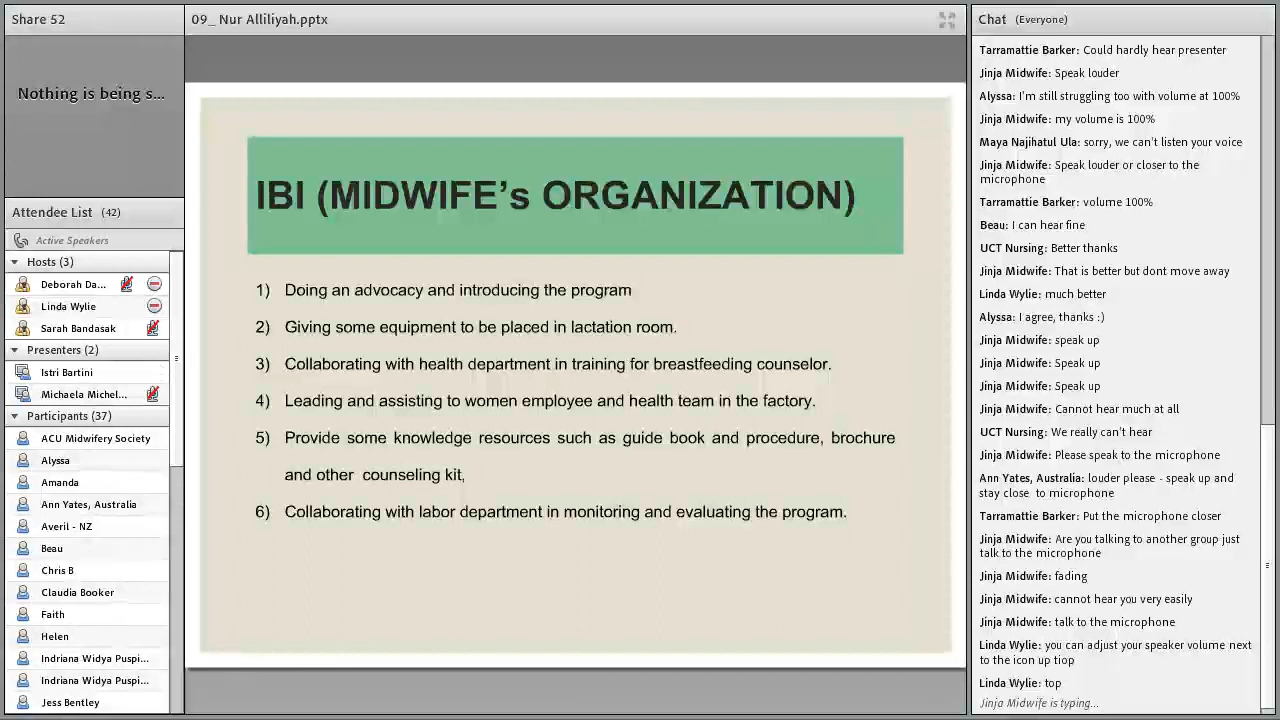 Share 52
Nothing is being s...
Attendee List (42)
Active Speakers
Hosts (3)
Deborah Da...
Linda Wylie
Sarah Bandasak
Presenters (2)
Istri Bartini
Michaela Michel...
Participants (37)
ACU Midwifery Society
Alyssa
Amanda
Ann Yates, Australia
Averil - NZ
Beau
Chris B
Claudia Booker
Faith
Helen
Indriana Widya Puspi...
Indriana Widya Puspi...
Jess Bentley
09_ Nur Alliliyah.pptx
IBI (MIDWIFE's ORGANIZATION)
1) Doing an advocacy and introducing the program
2) Giving some equipment to be placed in lactation room.
3) Collaborating with health department in training for breastfeeding counselor.
4) Leading and assisting to women employee and health team in the factory.
5) Provide some knowledge resources such as guide book and procedure, brochure
and other counseling kit,
6) Collaborating with labor department in monitoring and evaluating the program.
Chat (Everyone)
Tarramattie Barker: Could hardly hear presenter
Jinja Midwife: Speak louder
Alyssa: I'm still struggling too with volume at 100%
Jinja Midwife: my volume is 100%
Maya Najihatul Ula: sorry, we can't listen your voice
Jinja Midwife: Speak louder or closer to the
microphone
Tarramattie Barker: volume 100%
Beau: I can hear fine
UCT Nursing: Better thanks
Jinja Midwife: That is better but dont move away
Linda Wylie: much better
Alyssa: I agree, thanks :)
Jinja Midwife: speak up
Jinja Midwife: Speak up
Jinja Midwife: Speak up
Jinja Midwife: Cannot hear much at all
UCT Nursing: We really can't hear
Jinja Midwife: Please speak to the microphone
Ann Yates, Australia: louder please - speak up and
stay close to microphone
Tarramattie Barker: Put the microphone closer
Jinja Midwife: Are you talking to another group just
talk to the microphone
Jinja Midwife: fading
Jinja Midwife: cannot hear you very easily
Jinja Midwife: talk to the microphone
Linda Wylie: you can adjust your speaker volume next
to the icon up tiop
Linda Wylie: top
Jinja Midwife is typing...